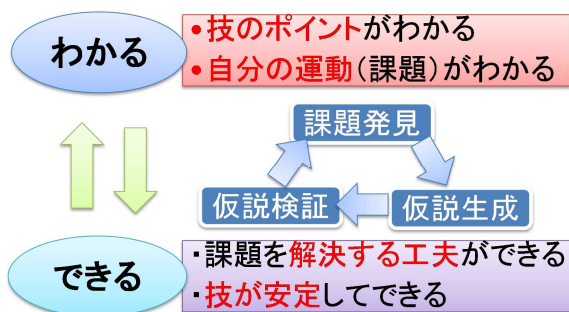 わかる
•技のポイントがわかる
•自分の運動(課題)がわかる
課題発見
仮説検証
仮説生成
できる
・課題を解決する工夫ができる
・技が安定してできる